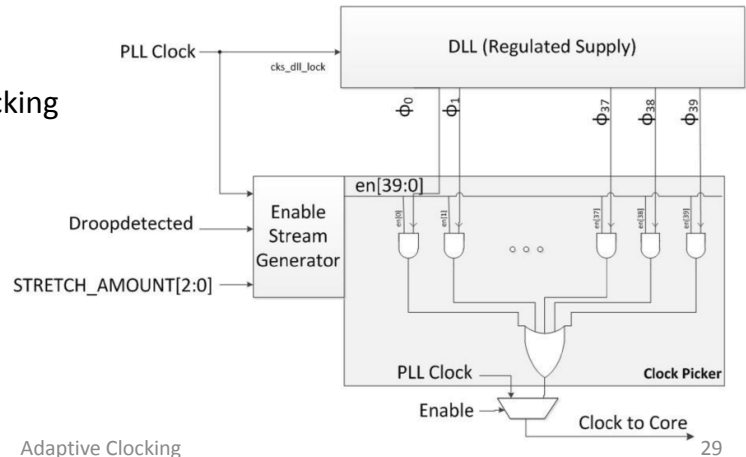 DLL (Regulated Supply)
PLL Clock
cks_dll_lock
cking
ϕ0
ϕ1
ϕ37
ϕ38
ϕ39
en[39:0]
Enable
Stream
Generator
Droopdetected
STRETCH_AMOUNT[2:0]
en[0]
en[1]
en[37]
en[38]
en[39]
PLL Clock
Clock Picker
Enable
Clock to Core
Adaptive Clocking
29